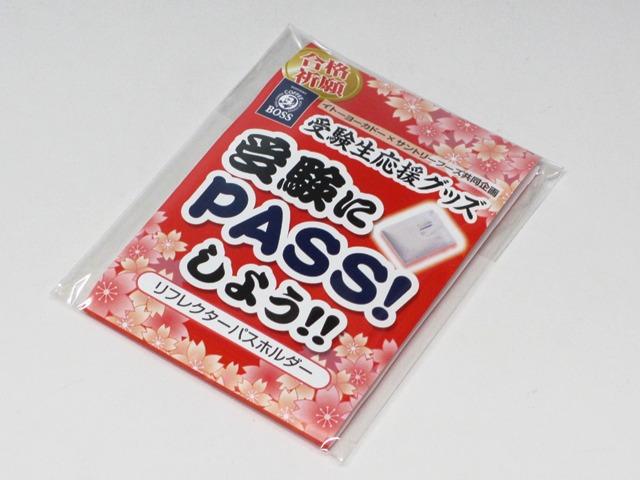 合格
祈願
COFFEE
BOSS
イトーヨーカドー×サントリーフーズ共同企画
受験生応援グッズ
受験に
PASS!
しよう!!
リフレクターパスホルダー